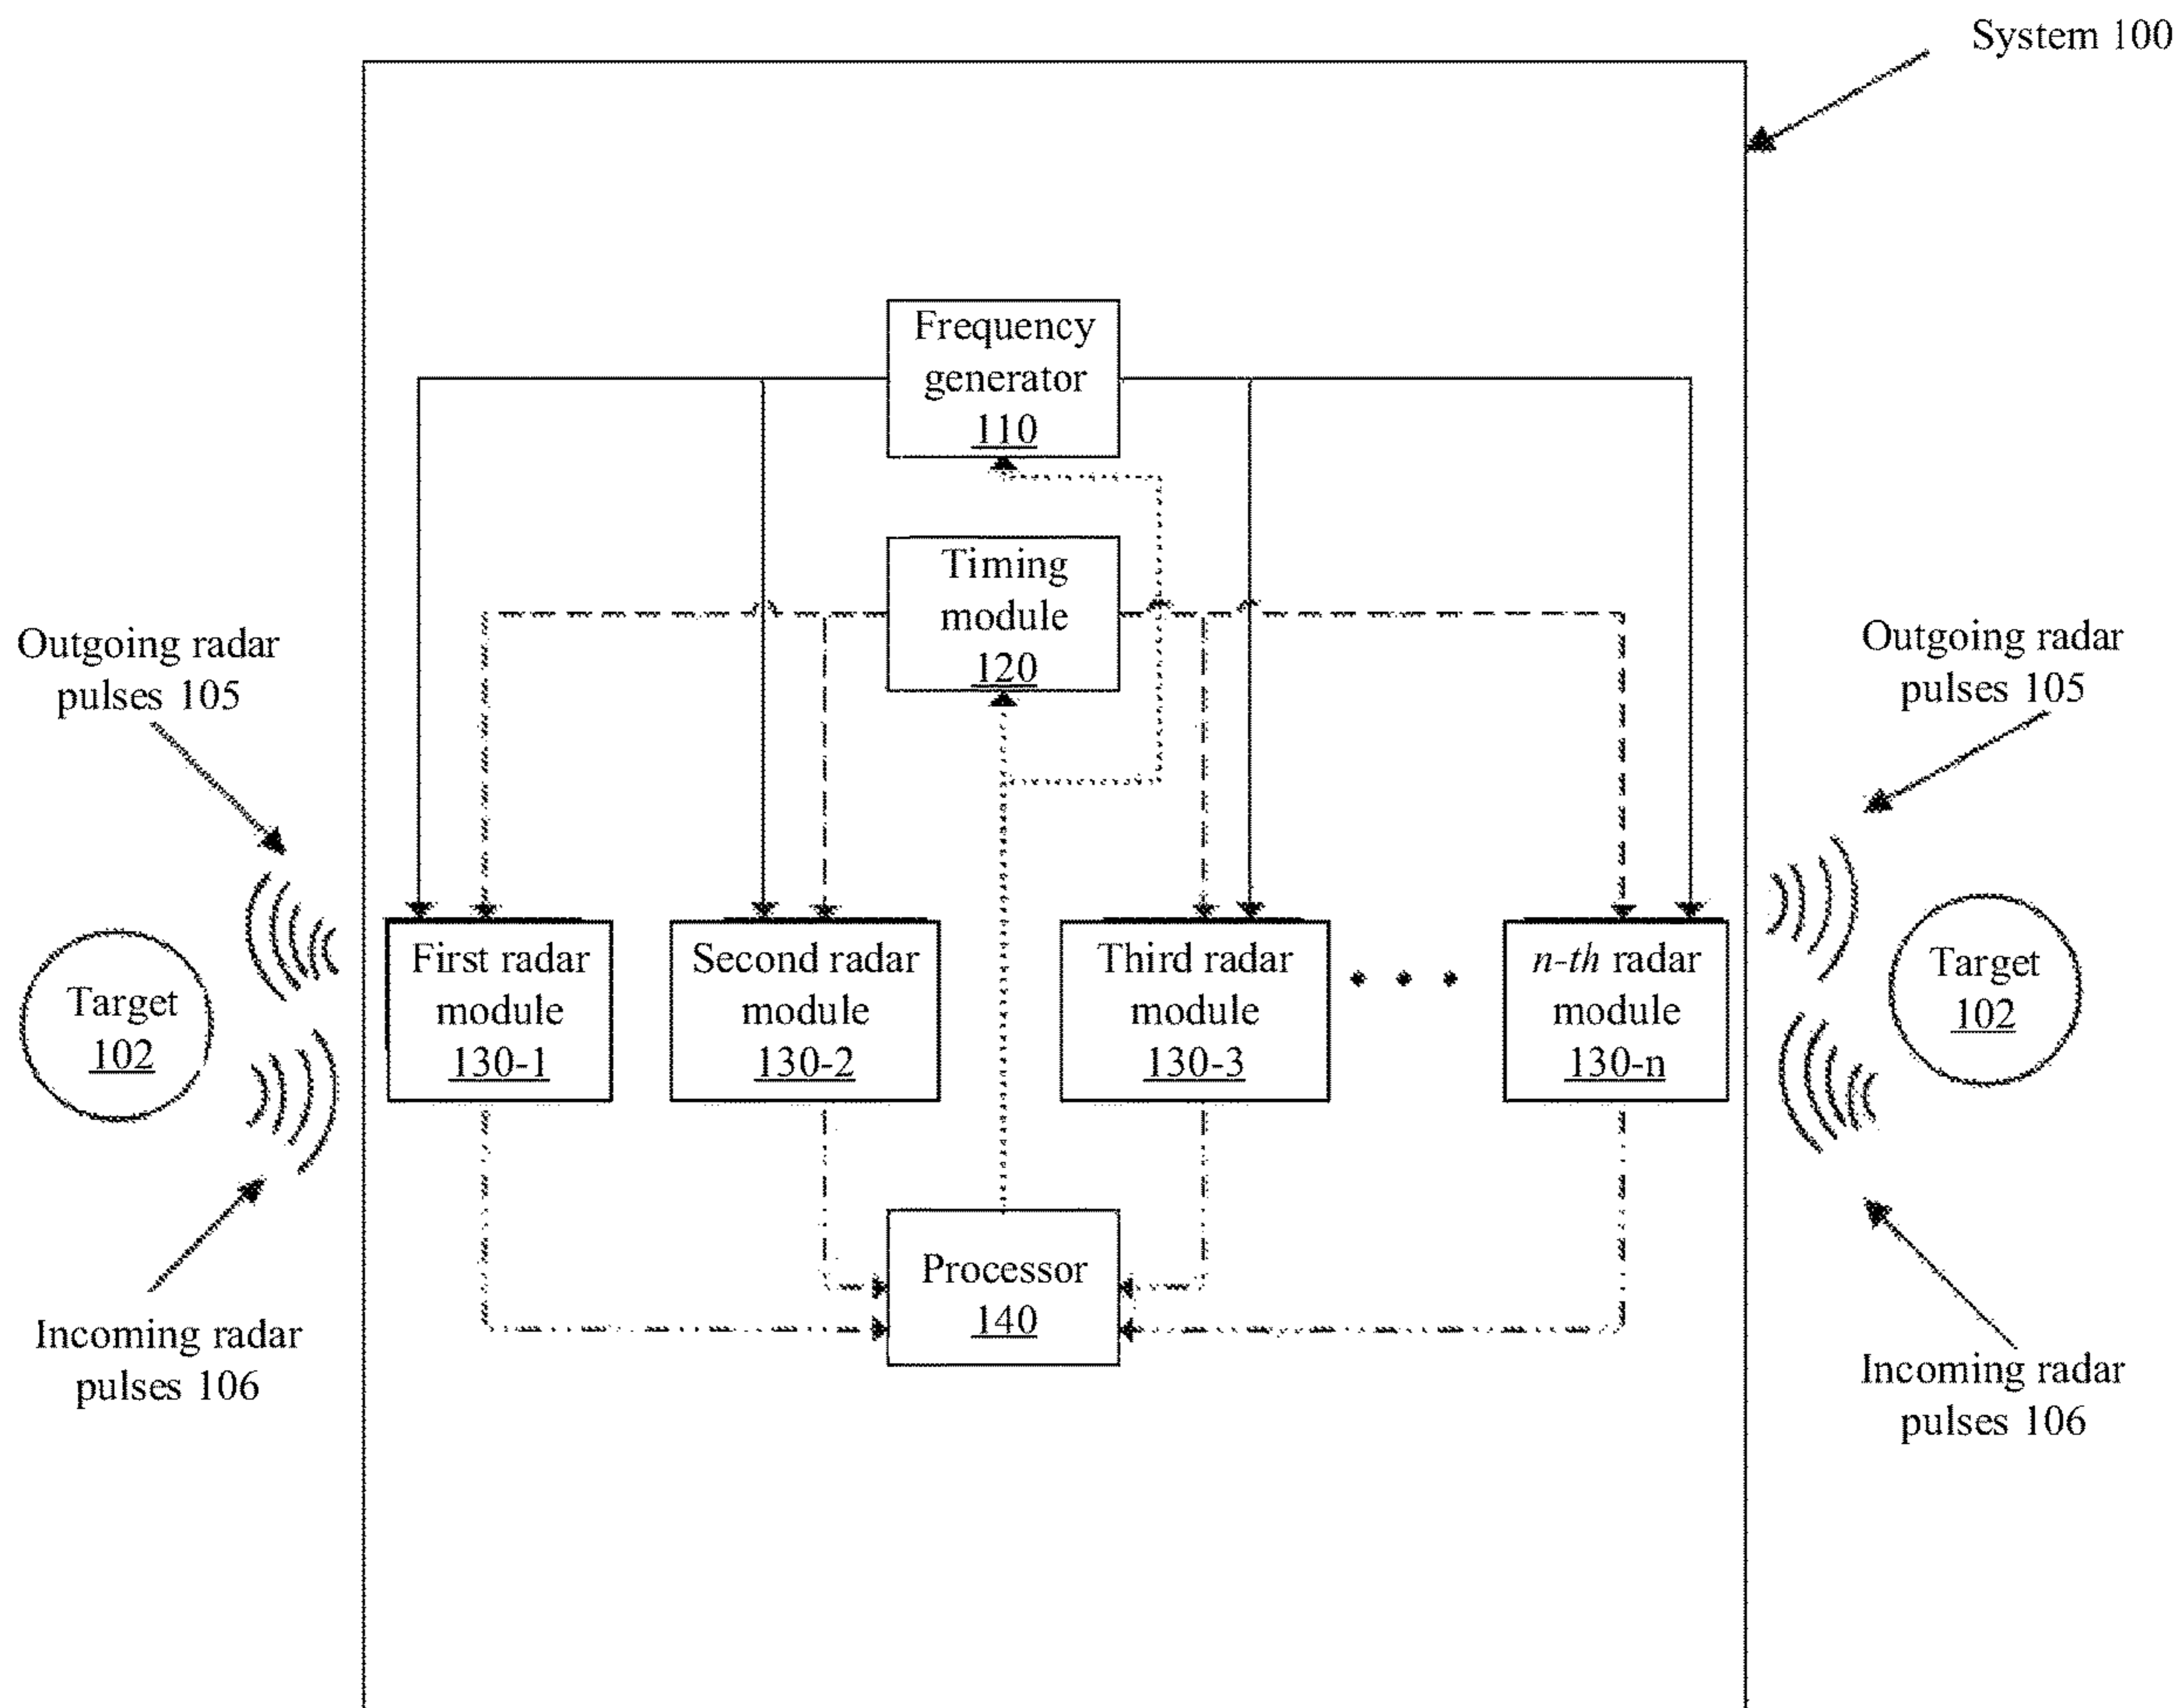 System 100
Frequency
generator
110
Timing
module
120
Outgoing radar
pulses 105
Outgoing radar
pulses 105
Target
102
First radar
module
130-1
Second radar
module
130-2
Third radar
module
130-3
n-th radar
module
130-n
Target
102
Processor
140
Incoming radar
pulses 106
Incoming radar
pulses 106